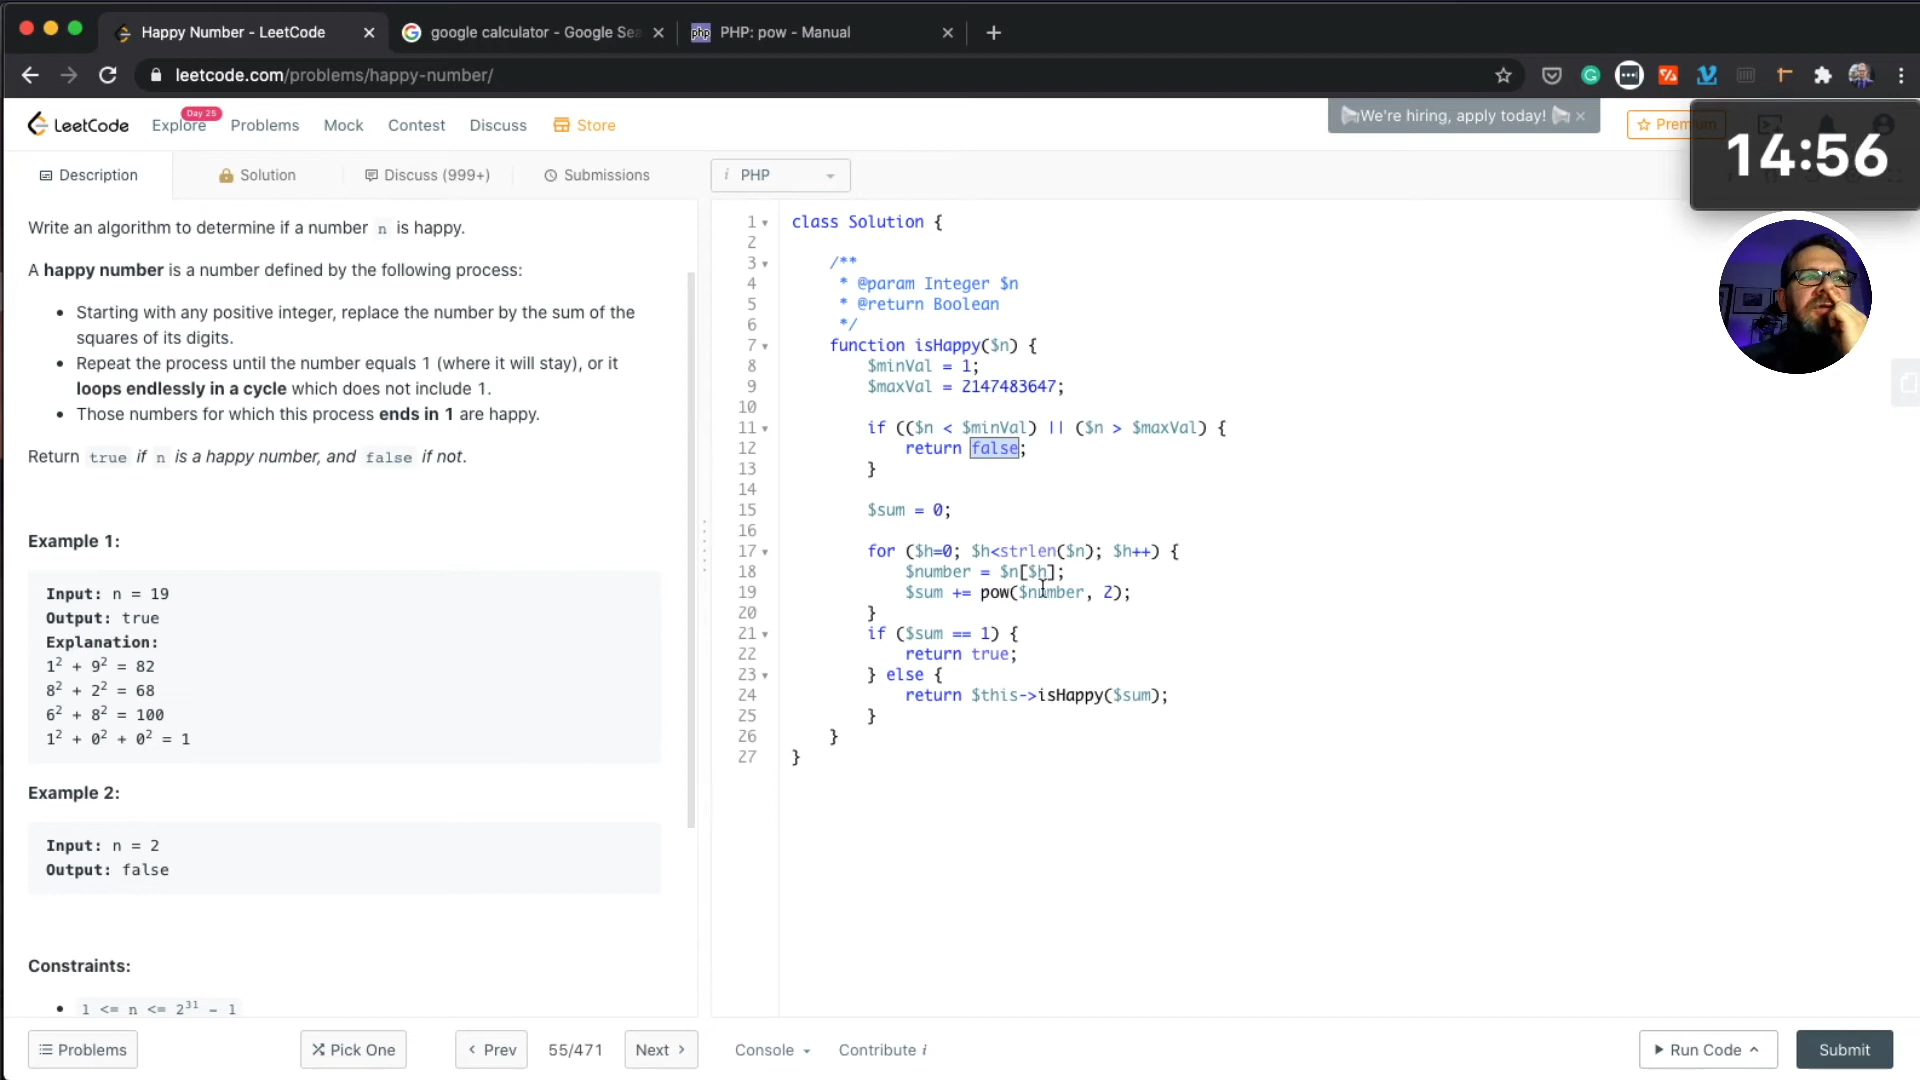 Happy Number - LeetCode
google calculator - Google Sea
php PHP: pow - Manual
leetcode.com/problems/happy-number/
LeetCode
Explore
Day 25
Problems
Mock
Contest
Discuss
Store
We're hiring, apply today!
Premium
14:56
Description
Solution
Discuss (999+)
Submissions
i PHP
Write an algorithm to determine if a number n is happy.
A happy number is a number defined by the following process:
• Starting with any positive integer, replace the number by the sum of the
squares of its digits.
• Repeat the process until the number equals 1 (where it will stay), or it
loops endlessly in a cycle which does not include 1.
• Those numbers for which this process ends in 1 are happy.
Return true if n is a happy number, and false if not.
Example 1:
Input: n = 19
Output: true
Explanation:
1² + 9² = 82
8² + 2² = 68
6² + 8² = 100
1² + 0² + 0² = 1
Example 2:
Input: n = 2
Output: false
Constraints:
• 1 <= n <= 2³¹ - 1
1 class Solution {
2
3 /**
4 * @param Integer $n
5 * @return Boolean
6 */
7 function isHappy($n) {
8 $minVal = 1;
9 $maxVal = 2147483647;
10
11 if (($n < $minVal) || ($n > $maxVal) {
12 return false;
13 }
14
15 $sum = 0;
16
17 for ($h=0; $h<strlen($n); $h++) {
18 $number = $n[$h];
19 $sum += pow($number, 2);
20 }
21 if ($sum == 1) {
22 return true;
23 } else {
24 return $this->isHappy($sum);
25 }
26 }
27 }
Problems
Pick One
Prev
55/471
Next
Console
Contribute i
Run Code
Submit